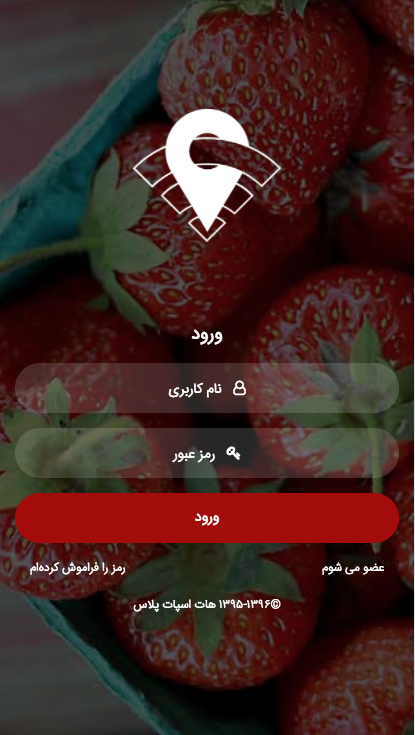 ورود
نام کاربری
رمز عبور
ورود
عضو می شوم
رمز را فراموش کرده‌ام
©۱۳۹۵-۱۳۹۶ هات اسپات پلاس